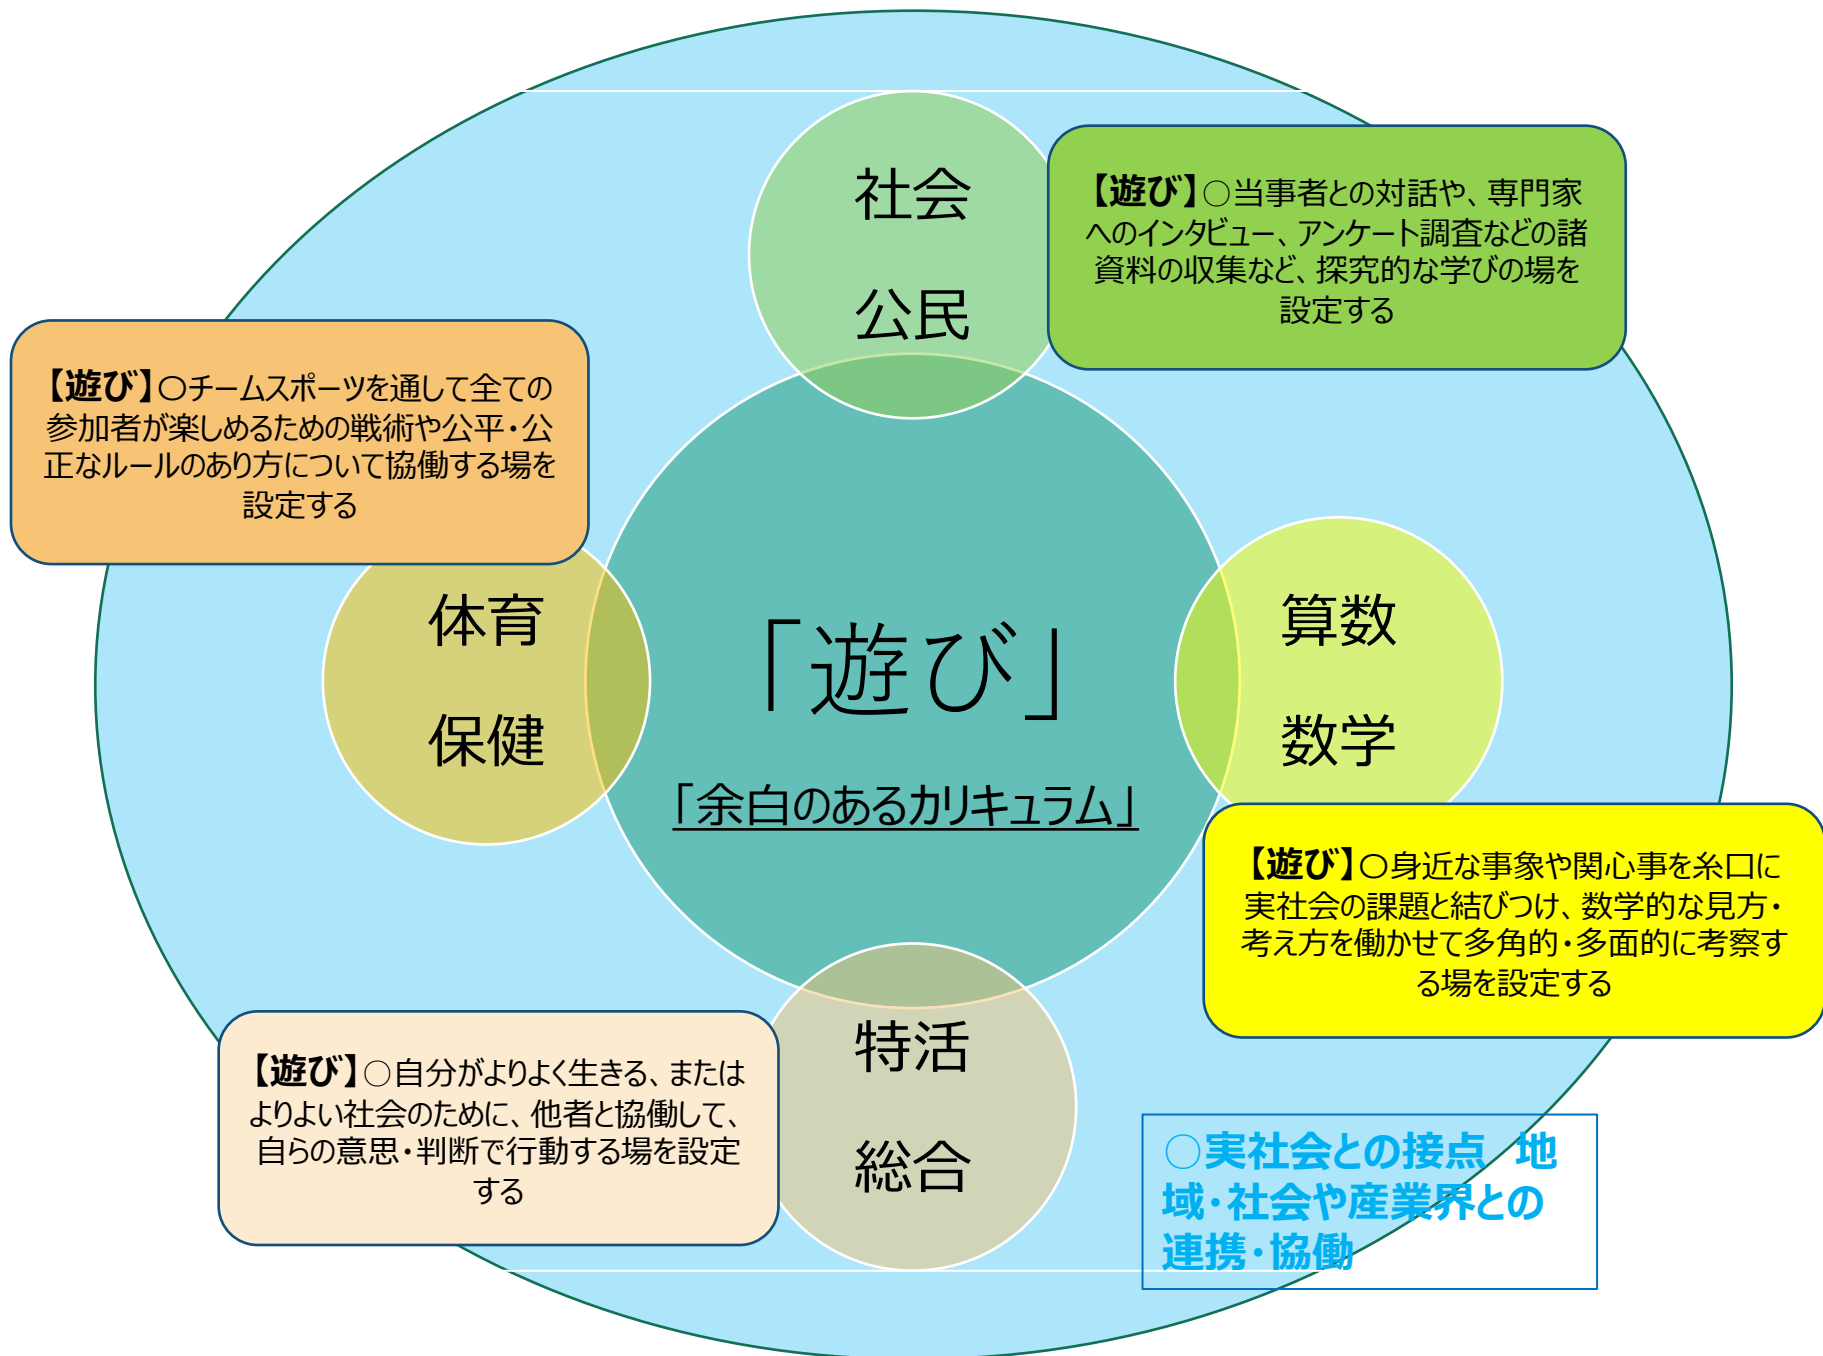 社会
公民
【遊び】○当事者との対話や、専門家
へのインタビュー、アンケート調査などの諸
資料の収集など、探究的な学びの場を
設定する
【遊び】〇チームスポーツを通して全ての
参加者が楽しめるための戦術や公平・公
正なルールのあり方について協働する場を
設定する
体育
保健
「遊び」
「余白のあるカリキュラム」
算数
数学
【遊び】〇身近な事象や関心事を糸口に
実社会の課題と結びつけ、数学的な見方・
考え方を働かせて多角的・多面的に考察す
る場を設定する
【遊び】○自分がよりよく生きる、または
よりよい社会のために、他者と協働して、
自らの意思・判断で行動する場を設定
する
特活
総合
○実社会との接点　地
域・社会や産業界との
連携・協働